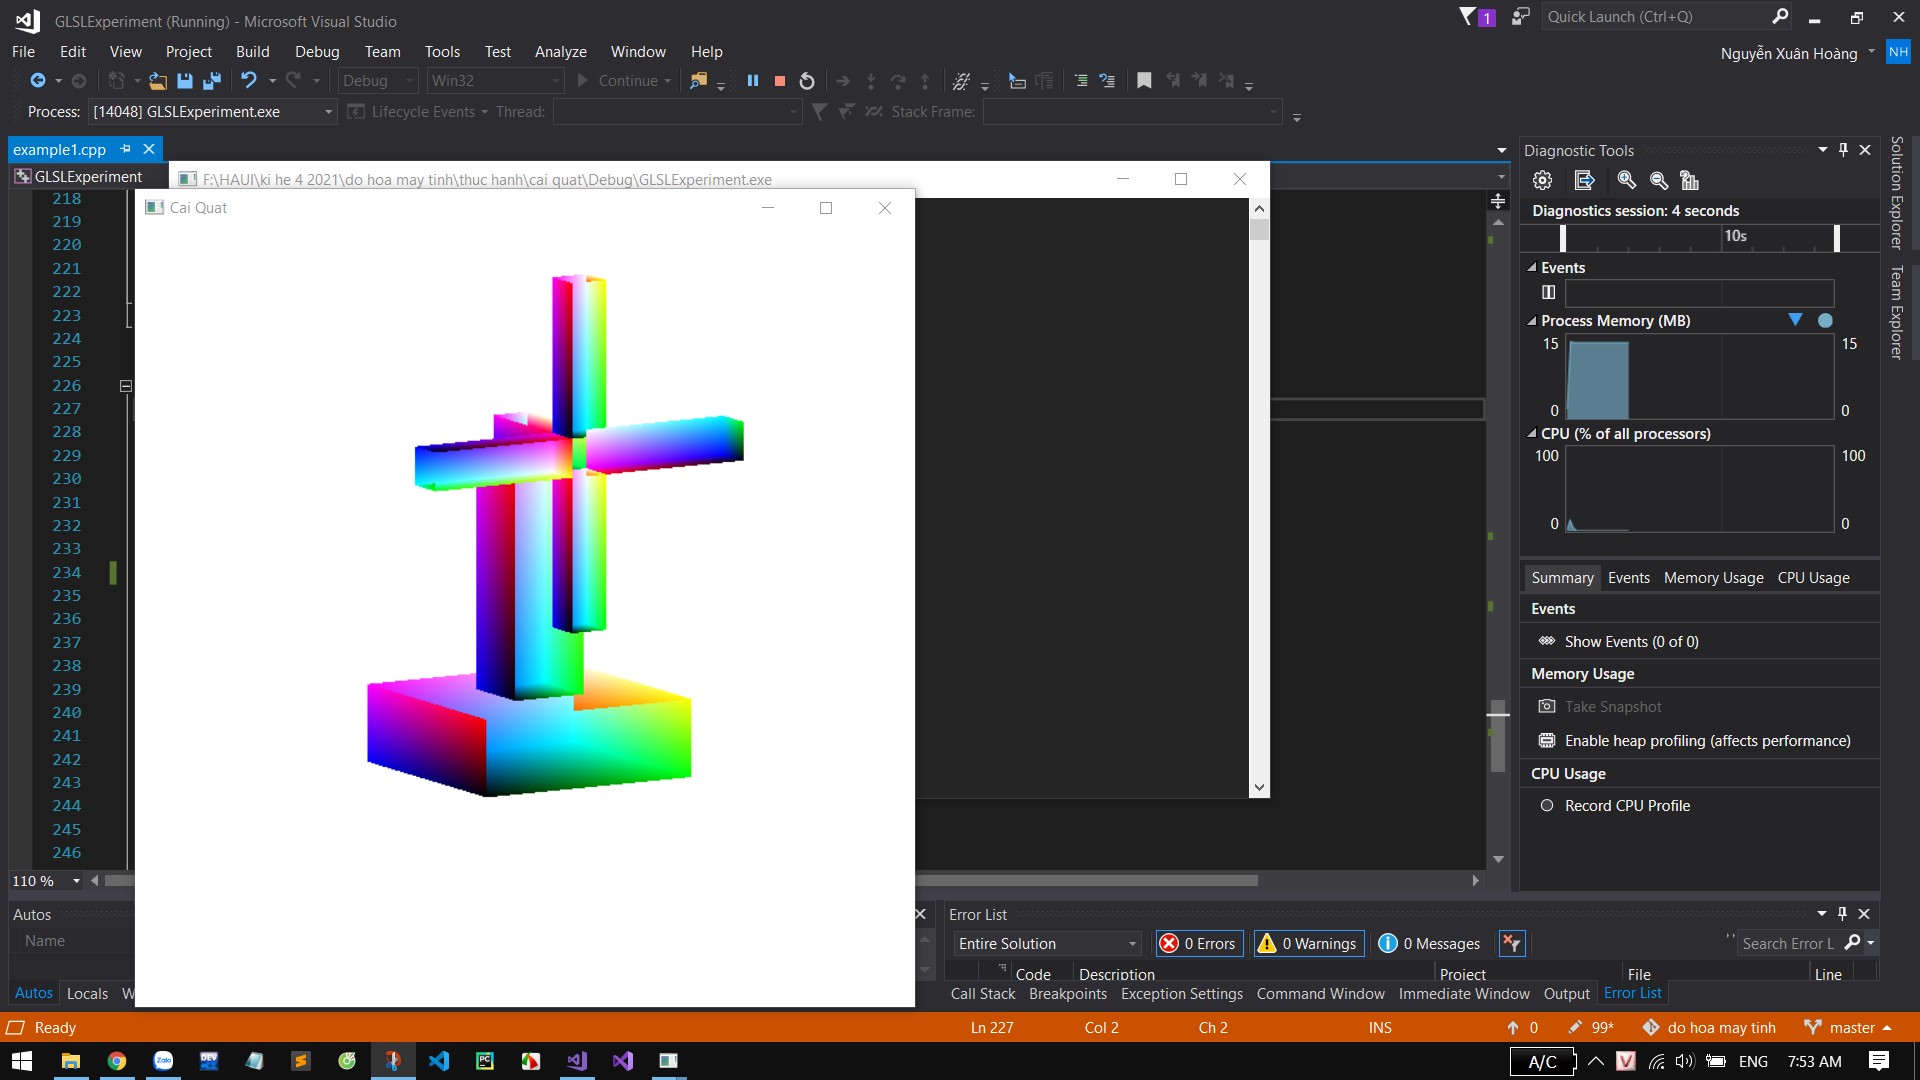 GLSLExperiment (Running) - Microsoft Visual Studio
1
Quick Launch (Ctrl+Q)
File Edit View Project Build Debug Team Tools Test Analyze Window Help
Nguyễn Xuân Hoàng NH
Debug Win32 Continue
Process: [14048] GLSLExperiment.exe Lifecycle Events Thread: Stack Frame:
example1.cpp
GLSLExperiment
F:\HAUI\ki he 4 2021\do hoa may tinh\thuc hanh\cai quat\Debug\GLSLExperiment.exe
Cai Quat
218
219
220
221
222
223
224
225
226
227
228
229
230
231
232
233
234
235
236
237
238
239
240
241
242
243
244
245
246
110 %
Diagnostic Tools
Diagnostics session: 4 seconds
10s
Events
Process Memory (MB)
15 15
0 0
CPU (% of all processors)
100 100
0 0
Summary Events Memory Usage CPU Usage
Events
Show Events (0 of 0)
Memory Usage
Take Snapshot
Enable heap profiling (affects performance)
CPU Usage
Record CPU Profile
Solution Explorer
Team Explorer
Autos
Name
Autos Locals W
Error List
Entire Solution 0 Errors 0 Warnings 0 Messages Search Error L
Code Description Project File Line
Call Stack Breakpoints Exception Settings Command Window Immediate Window Output Error List
Ready Ln 227 Col 2 Ch 2 INS 0 99* do hoa may tinh master
Zalo DEV PC A/C V ENG 7:53 AM